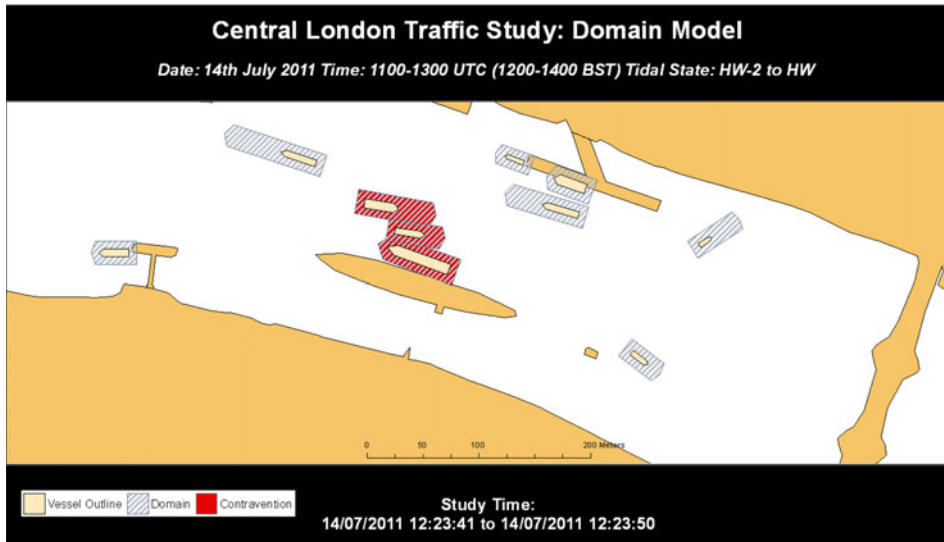 Central London Traffic Study: Domain Model
Date: 14th July 2011 Time: 1100-1300 UTC (1200-1400 BST) Tidal State: HW-2 to HW
0 50 100 200 Meters
Vessel Outline Domain Contravention
Study Time:
14/07/2011 12:23:41 to 14/07/2011 12:23:50